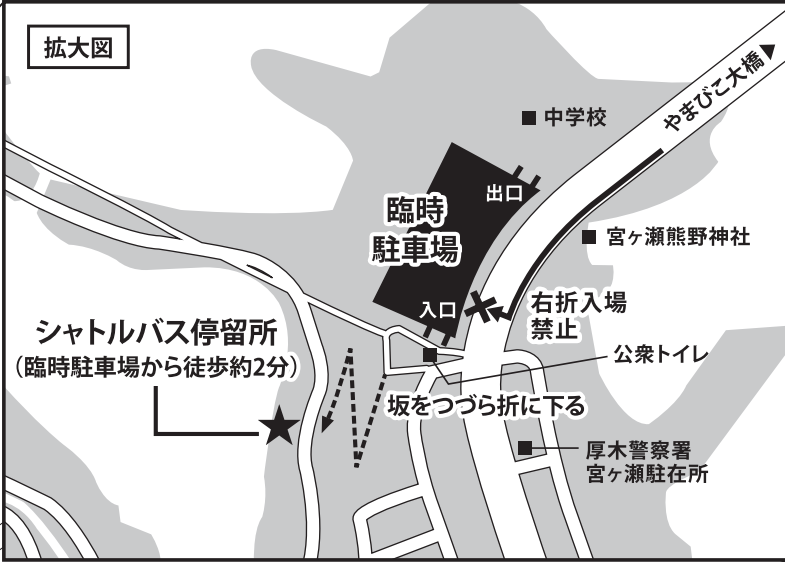 拡大図
やまびこ大橋▶
中学校
出口
臨時
駐車場
宮ヶ瀬熊野神社
入口
右折入場
禁止
シャトルバス停留所
(臨時駐車場から徒歩約2分)
公衆トイレ
坂をつづら折に下る
厚木警察署
宮ヶ瀬駐在所